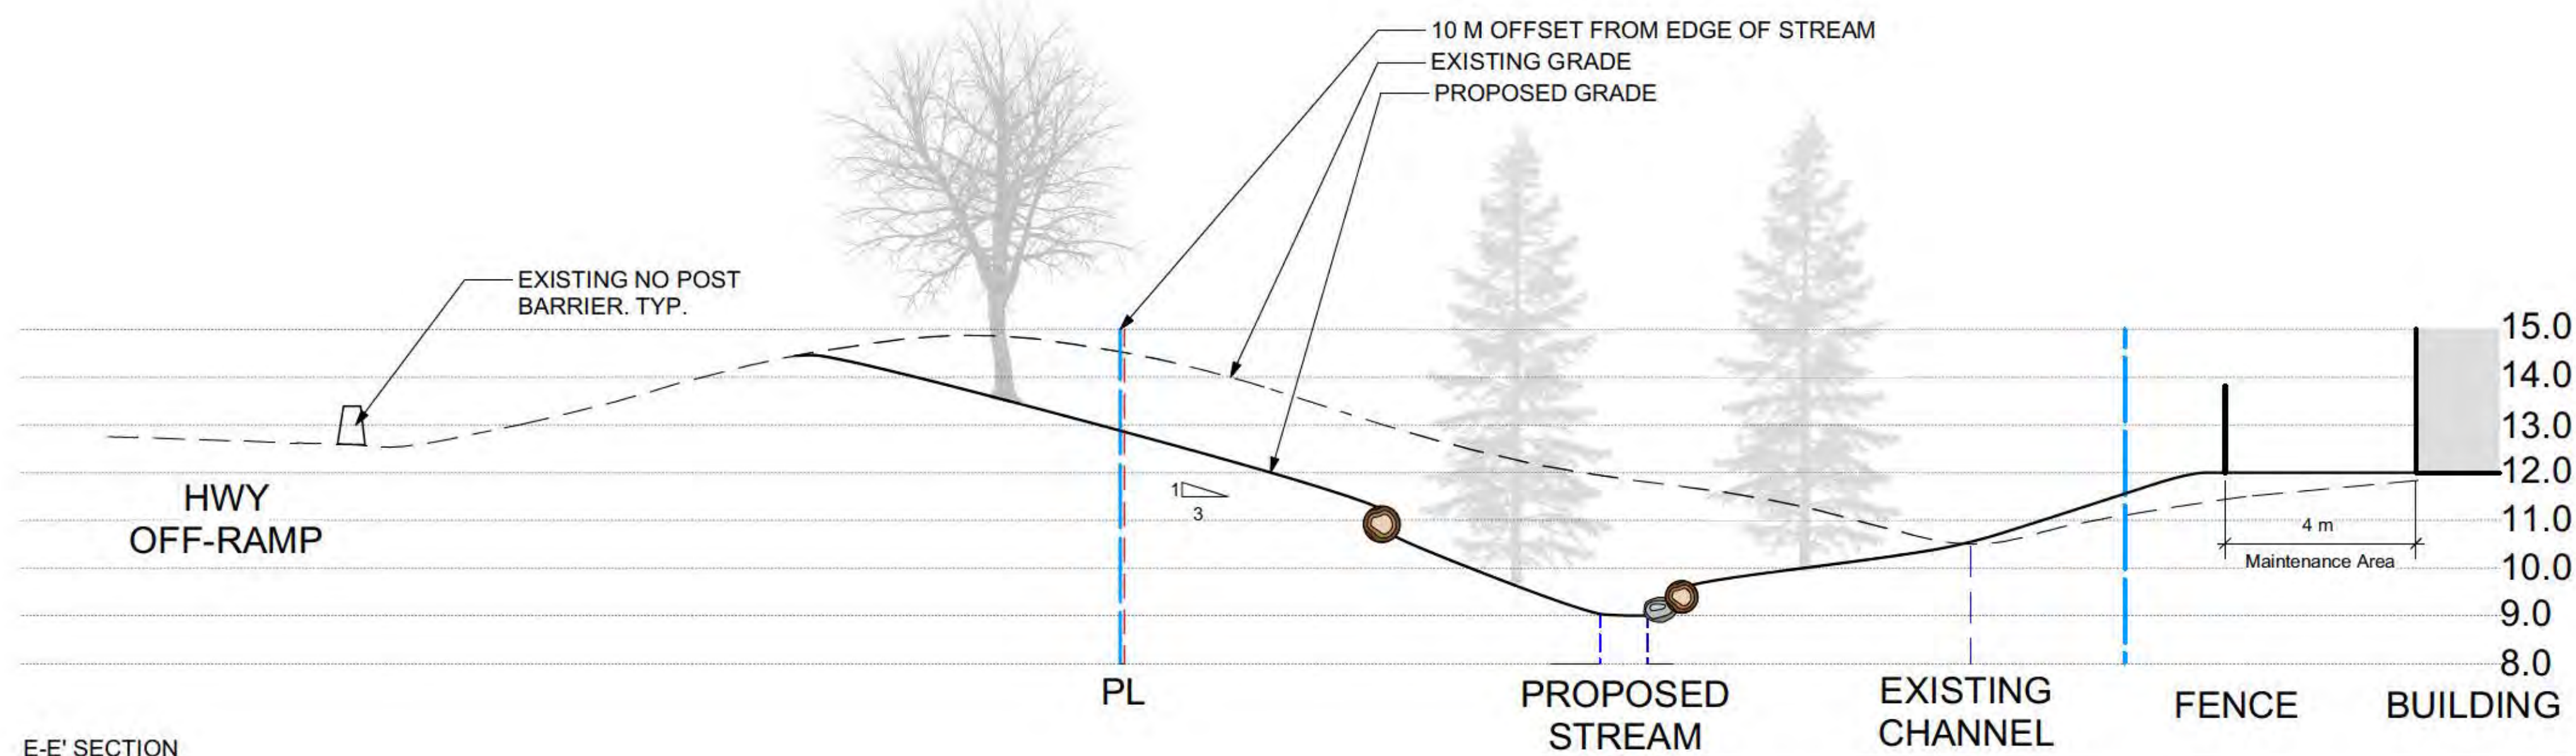 10 M OFFSET FROM EDGE OF STREAM
EXISTING GRADE
PROPOSED GRADE
EXISTING NO POST
BARRIER. TYP.
15.0
14.0
13.0
12.0
11.0
10.0
9.0
8.0
HWY
OFF-RAMP
1
3
4 m
Maintenance Area
PL
PROPOSED
STREAM
EXISTING
CHANNEL
FENCE
BUILDING
E-E' SECTION